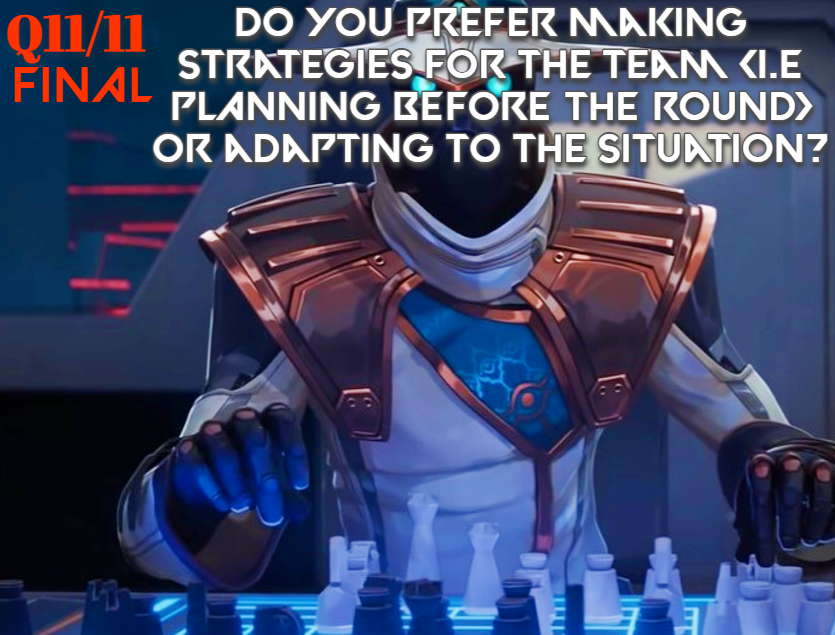 Q11/11
FINAL
DO YOU PREFER MAKING
STRATEGIES FOR THE TEAM <I.E
PLANNING BEFORE THE ROUND>
OR ADAPTING TO THE SITUATION?